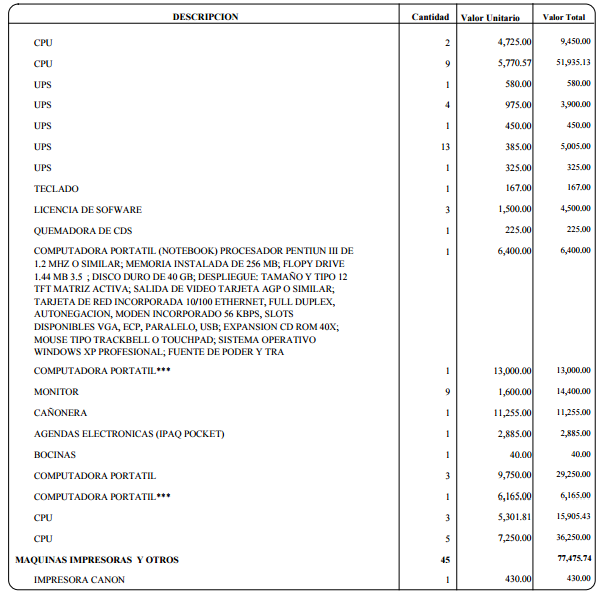 DESCRIPCION Cantidad Valor Unitario Valor Total
CPU 2 4,725.00 9,450.00
CPU 9 5,770.57 51,935.13
UPS 1 580.00 580.00
UPS 4 975.00 3,900.00
UPS 1 450.00 450.00
UPS 13 385.00 5,005.00
UPS 1 325.00 325.00
TECLADO 1 167.00 167.00
LICENCIA DE SOFWARE 3 1,500.00 4,500.00
QUEMADORA DE CDS 1 225.00 225.00
COMPUTADORA PORTATIL (NOTEBOOK) PROCESADOR PENTIUN III DE 1 6,400.00 6,400.00
1.2 MHZ O SIMILAR; MEMORIA INSTALADA DE 256 MB; FLOPY DRIVE
1.44 MB 3.5 ; DISCO DURO DE 40 GB; DESPLIEGUE: TAMAÑO Y TIPO 12
TFT MATRIZ ACTIVA; SALIDA DE VIDEO TARJETA AGP O SIMILAR;
TARJETA DE RED INCORPORADA 10/100 ETHERNET, FULL DUPLEX,
AUTONEGACION, MODEN INCORPORADO 56 KBPS, SLOTS
DISPONIBLES VGA, ECP, PARALELO, USB; EXPANSION CD ROM 40X;
MOUSE TIPO TRACKBELL O TOUCHPAD; SISTEMA OPERATIVO
WINDOWS XP PROFESIONAL; FUENTE DE PODER Y TRA
COMPUTADORA PORTATIL*** 1 13,000.00 13,000.00
MONITOR 9 1,600.00 14,400.00
CAÑONERA 1 11,255.00 11,255.00
AGENDAS ELECTRONICAS (IPAQ POCKET) 1 2,885.00 2,885.00
BOCINAS 1 40.00 40.00
COMPUTADORA PORTATIL 3 9,750.00 29,250.00
COMPUTADORA PORTATIL*** 1 6,165.00 6,165.00
CPU 3 5,301.81 15,905.43
CPU 5 7,250.00 36,250.00
MAQUINAS IMPRESORAS Y OTROS 45 77,475.74
IMPRESORA CANON 1 430.00 430.00